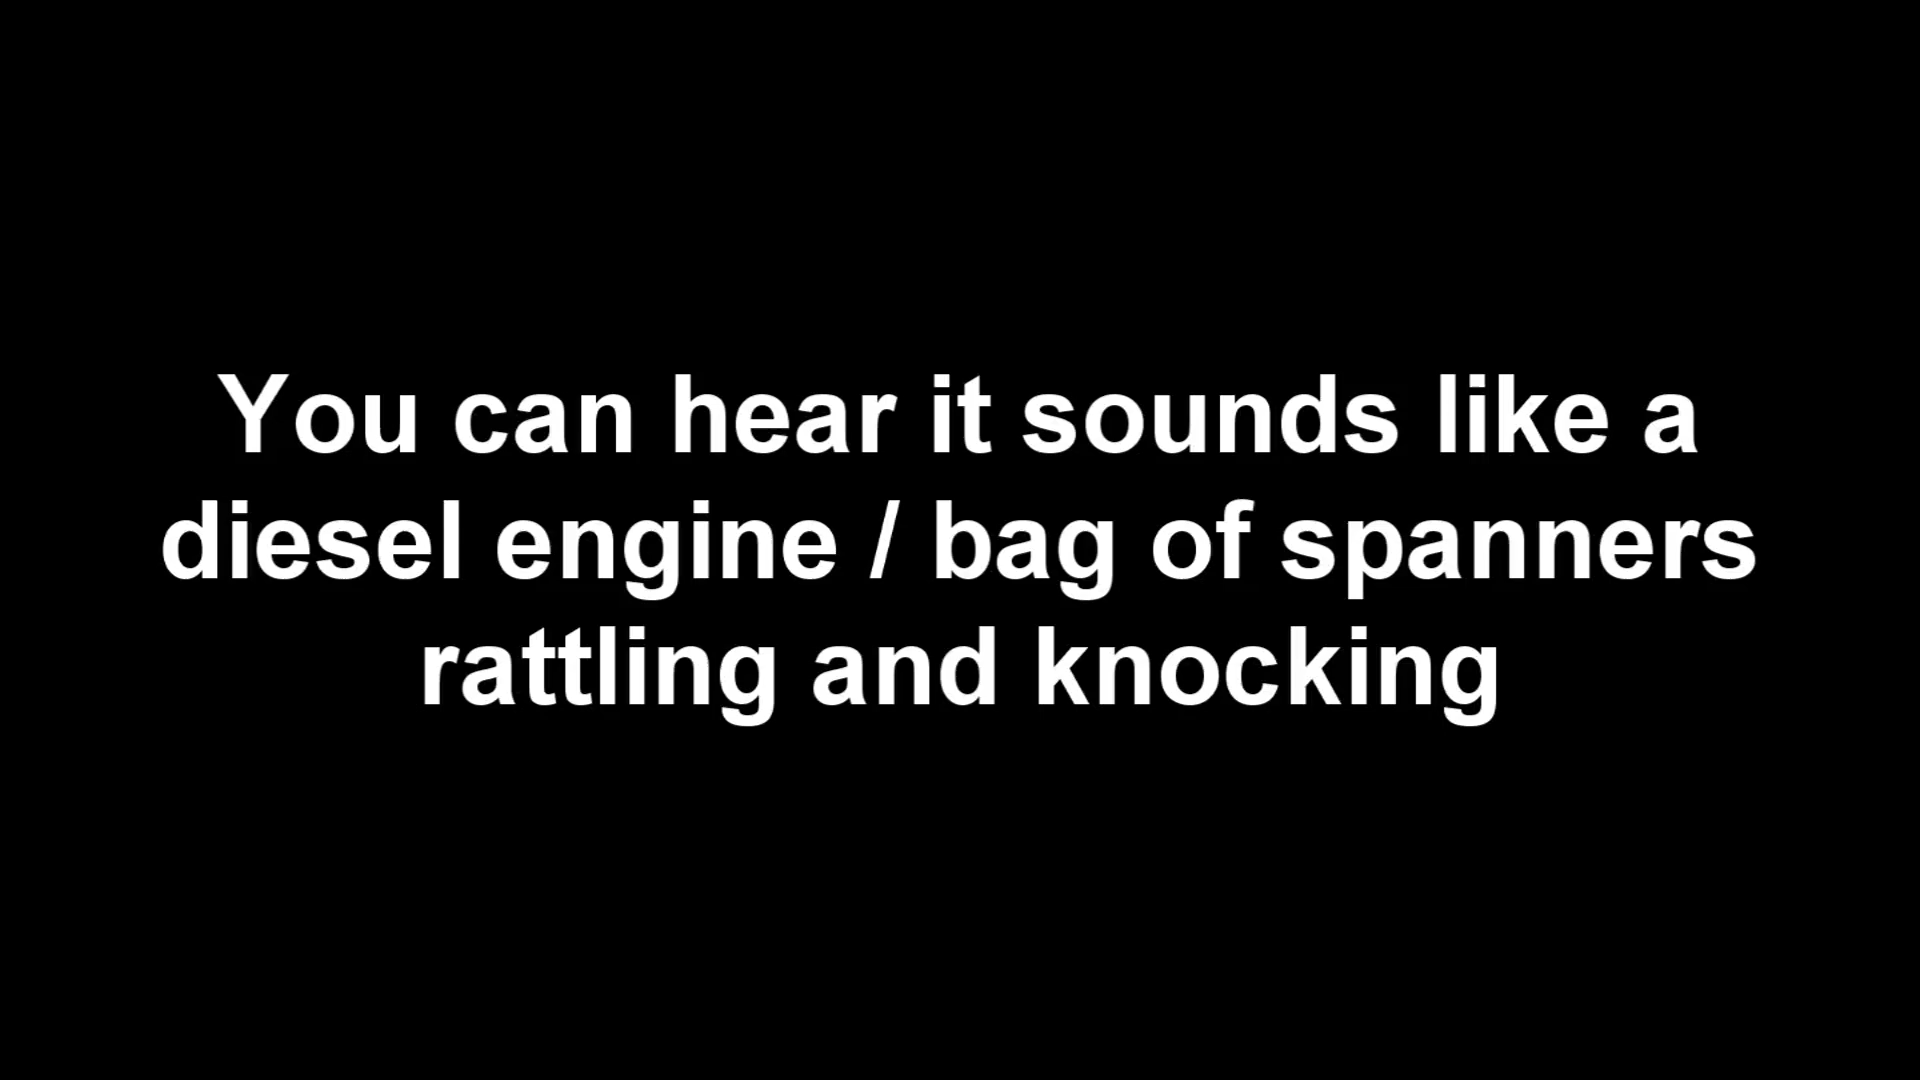 You can hear it sounds like a
diesel engine / bag of spanners
rattling and knocking